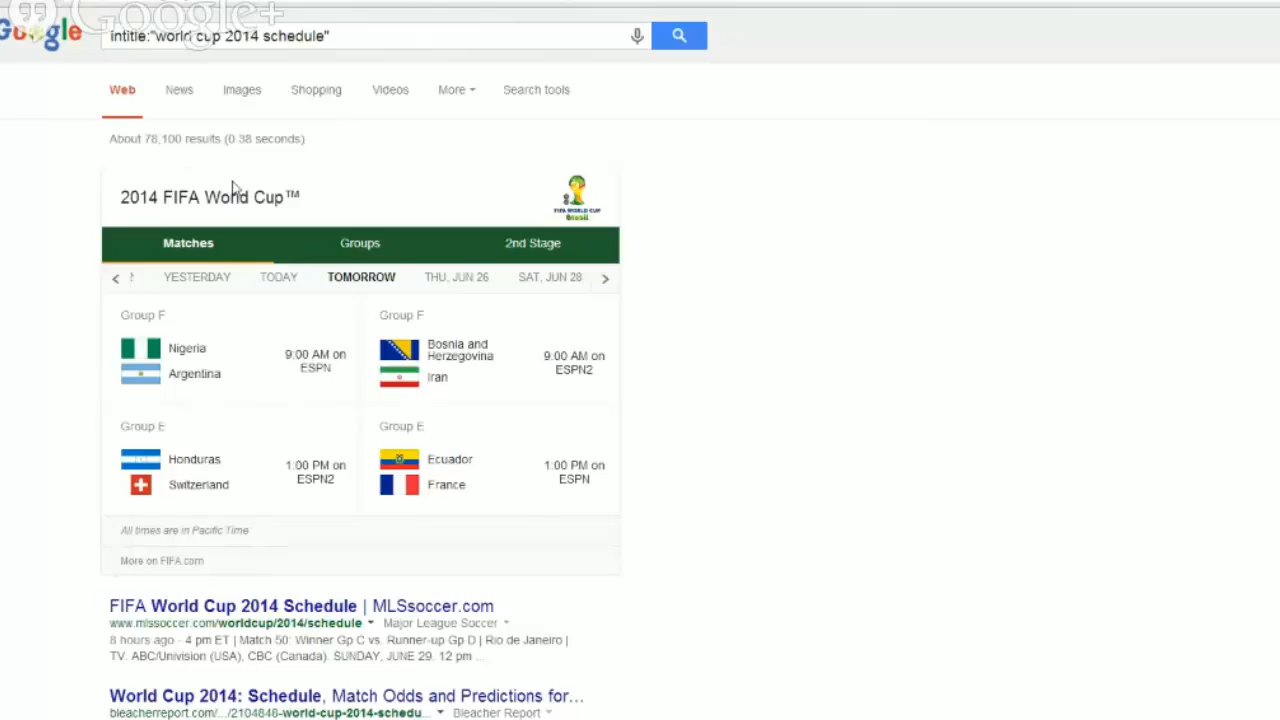 Google+
Google
intitle:"world cup 2014 schedule"
Web News Images Shopping Videos More Search tools
About 78,100 results (0.38 seconds)
2014 FIFA World Cup™
FIFA WORLD CUP
Brasil
Matches Groups 2nd Stage
< YESTERDAY TODAY TOMORROW THU, JUN 26 SAT, JUN 28 >
Group F
Nigeria
Argentina
9:00 AM on
ESPN
Group F
Bosnia and
Herzegovina
Iran
9:00 AM on
ESPN2
Group E
Honduras
Switzerland
1:00 PM on
ESPN2
Group E
Ecuador
France
1:00 PM on
ESPN
All times are in Pacific Time
More on FIFA.com
FIFA World Cup 2014 Schedule | MLSsoccer.com
www.mlssoccer.com/worldcup/2014/schedule Major League Soccer
8 hours ago - 4 pm ET | Match 50: Winner Gp C vs. Runner-up Gp D | Rio de Janeiro |
TV. ABC/Univision (USA), CBC (Canada). SUNDAY, JUNE 29. 12 pm ...
World Cup 2014: Schedule, Match Odds and Predictions for...
bleacherreport.com/.../2104848-world-cup-2014-schedu... Bleacher Report